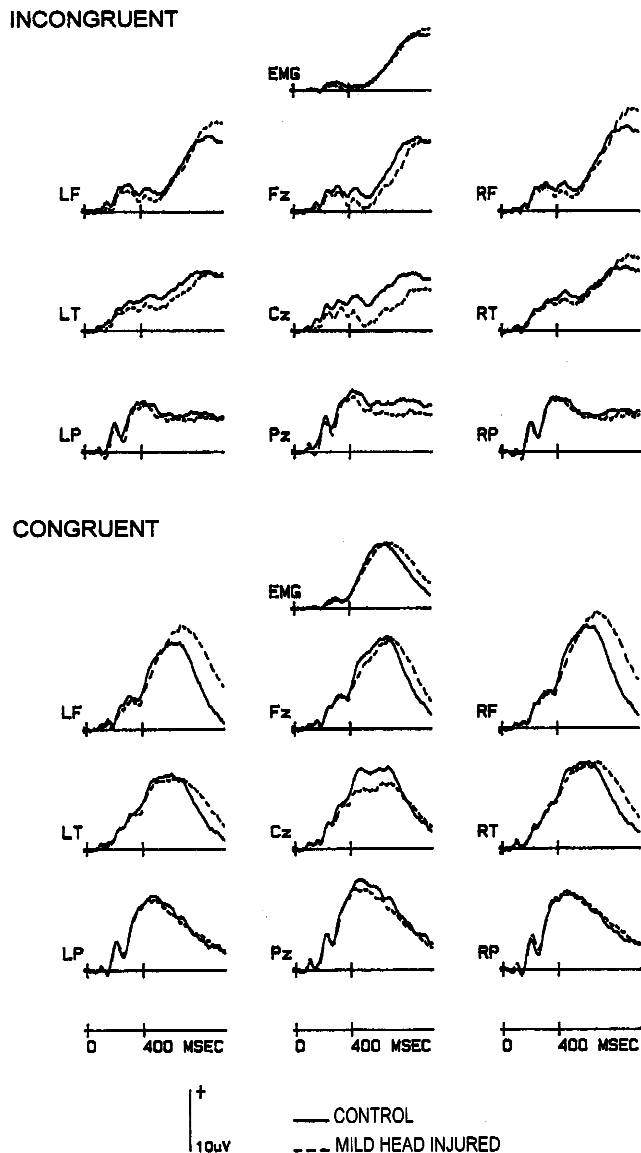 INCONGRUENT
EMG
LF Fz RF
LT Cz RT
LP Pz RP
CONGRUENT
EMG
LF Fz RF
LT Cz RT
LP Pz RP
0 400 MSEC 0 400 MSEC 0 400 MSEC
+
10uV
CONTROL
MILD HEAD INJURED